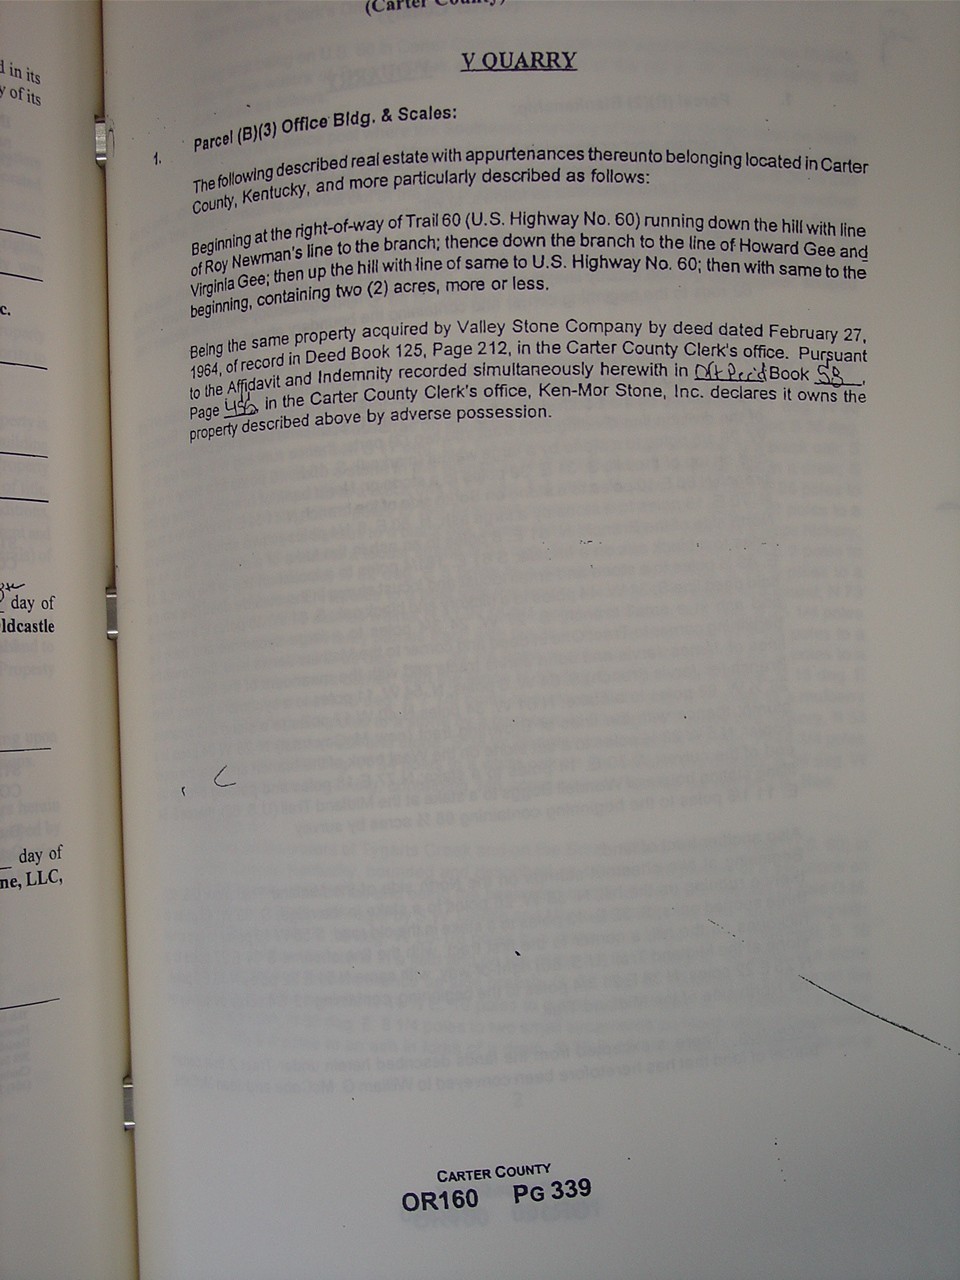 (Carter County)
V QUARRY
d in its
y of its
1. Parcel (B)(3) Office Bldg. & Scales:
The following described real estate with appurtenances thereunto belonging located in Carter
County, Kentucky, and more particularly described as follows:
Beginning at the right-of-way of Trail 60 (U.S. Highway No. 60) running down the hill with line
of Roy Newman's line to the branch; thence down the branch to the line of Howard Gee and
Virginia Gee; then up the hill with line of same to U.S. Highway No. 60; then with same to the
beginning, containing two (2) acres, more or less.
c.
Being the same property acquired by Valley Stone Company by deed dated February 27,
1964, of record in Deed Book 125, Page 212, in the Carter County Clerk's office. Pursuant
to the Affidavit and Indemnity recorded simultaneously herewith in Book
Page 456 in the Carter County Clerk's office, Ken-Mor Stone, Inc. declares it owns the
property described above by adverse possession.
day of
ldcastle
day of
ne, LLC,
CARTER COUNTY
OR160 PG 339